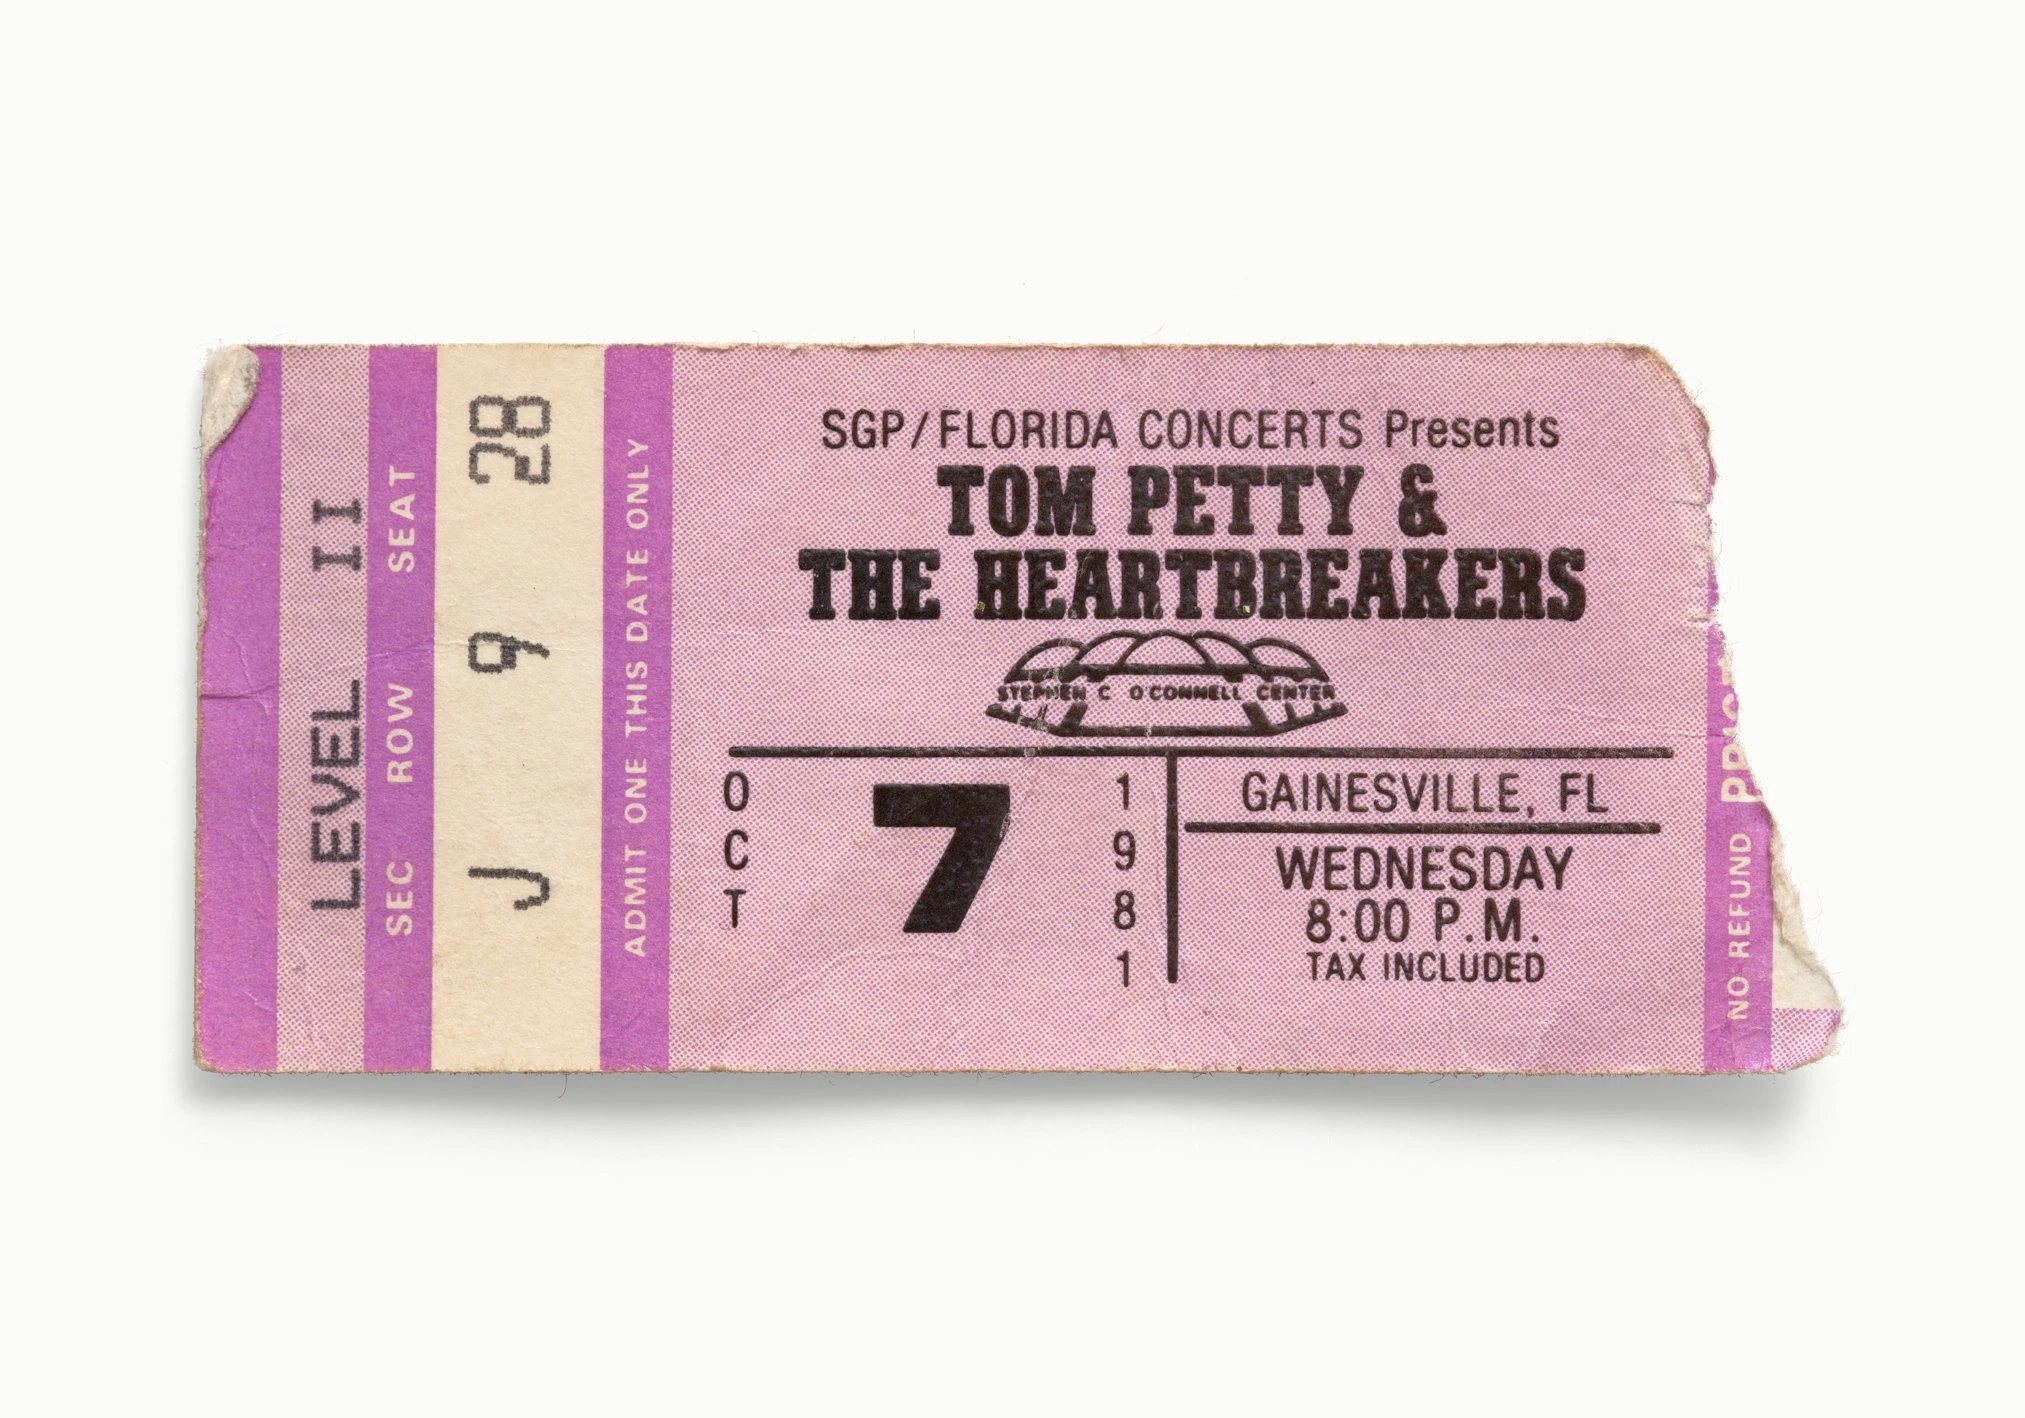 LEVEL II
SEC ROW SEAT
J 9 28
ADMIT ONE THIS DATE ONLY
SGP/FLORIDA CONCERTS Presents
TOM PETTY &
THE HEARTBREAKERS
STEPHEN C O'CONNELL CENTER
OCT 7 1981
GAINESVILLE, FL
WEDNESDAY
8:00 P.M.
TAX INCLUDED
NO REFUND